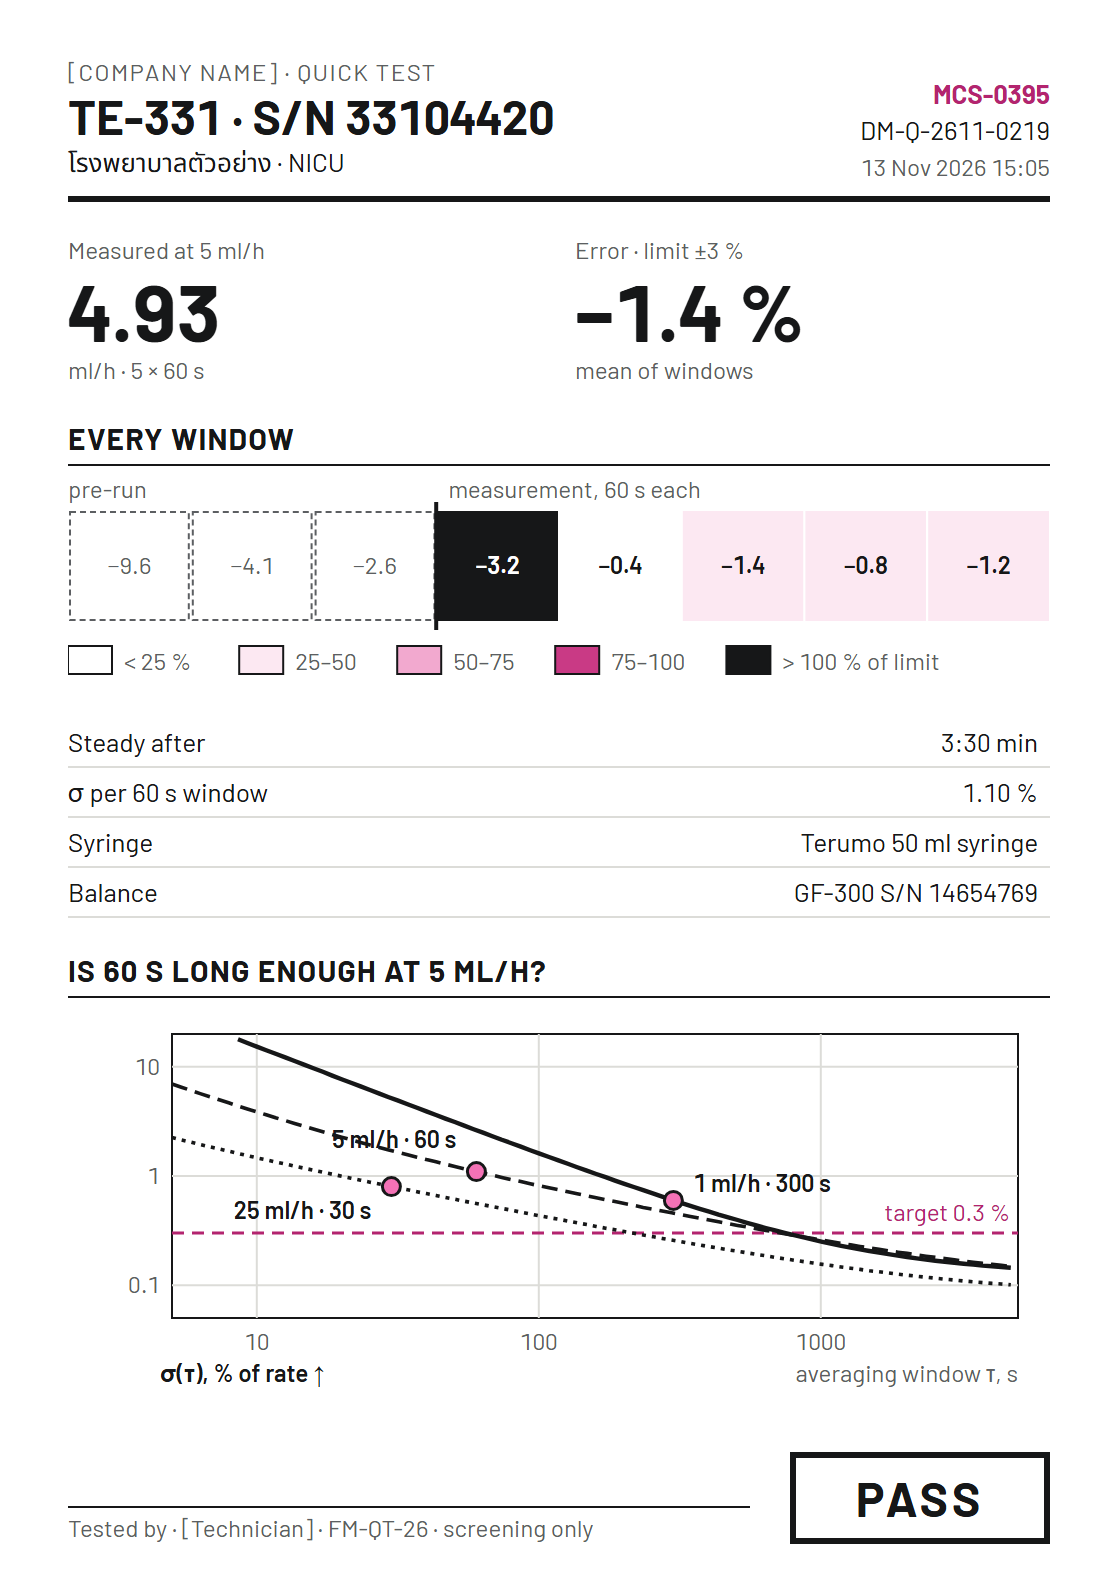 [COMPANY NAME] · QUICK TEST
TE-331 · S/N 33104420
โรงพยาบาลตัวอย่าง · NICU
MCS-0395
DM-Q-2611-0219
13 Nov 2026 15:05
Measured at 5 ml/h
4.93
ml/h · 5 × 60 s
Error · limit ±3 %
−1.4 %
mean of windows
EVERY WINDOW
pre-run measurement, 60 s each
−9.6 −4.1 −2.6 −3.2 −0.4 −1.4 −0.8 −1.2
< 25 % 25–50 50–75 75–100 > 100 % of limit
Steady after 3:30 min
σ per 60 s window 1.10 %
Syringe Terumo 50 ml syringe
Balance GF-300 S/N 14654769
IS 60 S LONG ENOUGH AT 5 ML/H?
10
1
0.1
5 ml/h · 60 s
1 ml/h · 300 s
25 ml/h · 30 s
target 0.3 %
10 100 1000
σ(τ), % of rate ↑ averaging window τ, s
Tested by · [Technician] · FM-QT-26 · screening only
PASS